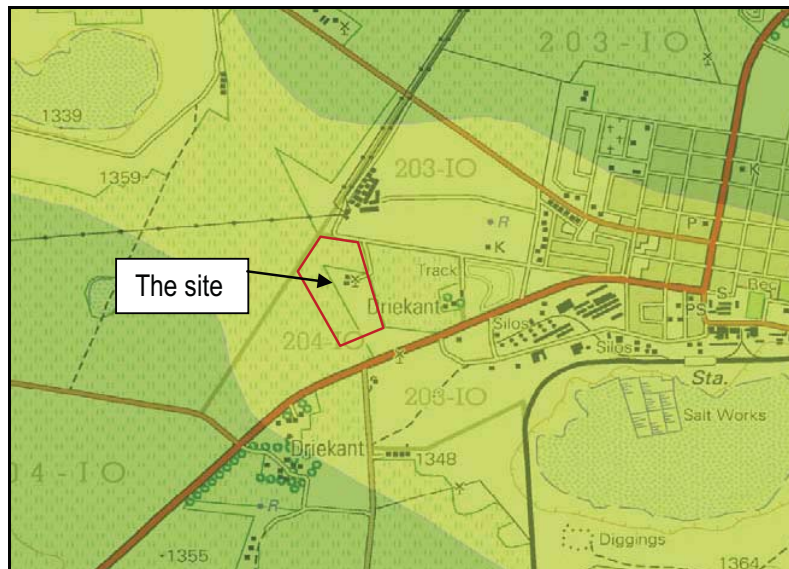 203-IO
1339
1359
203-IO
K
R
P
K
The site
Track
Driekant
Rec
S
PS
Silos
204-IO
Silos
Sta.
203-IO
Salt Works
Driekant
1348
04-IO
R
Diggings
1355
1364